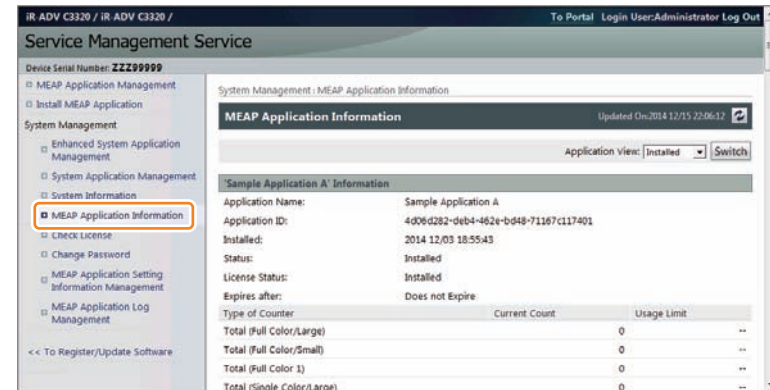 iR-ADV C3320 / iR-ADV C3320 /
To Portal Login User:Administrator Log Out
Service Management Service
Device Serial Number: ZZZ99999
MEAP Application Management
Install MEAP Application
System Management
Enhanced System Application
Management
System Application Management
System Information
MEAP Application Information
Check License
Change Password
MEAP Application Setting
Information Management
MEAP Application Log
Management
<< To Register/Update Software
System Management : MEAP Application Information
MEAP Application Information
Updated On:2014 12/15 22:06:12
Application View: Installed Switch
'Sample Application A' Information
Application Name: Sample Application A
Application ID: 4d06d282-deb4-462e-bd48-71167c117401
Installed: 2014 12/03 18:55:43
Status: Installed
License Status: Installed
Expires after: Does not Expire
Type of Counter Current Count Usage Limit
Total (Full Color/Large) 0 --
Total (Full Color/Small) 0 --
Total (Full Color 1) 0 --
Total (Single Color/Large) 0 --